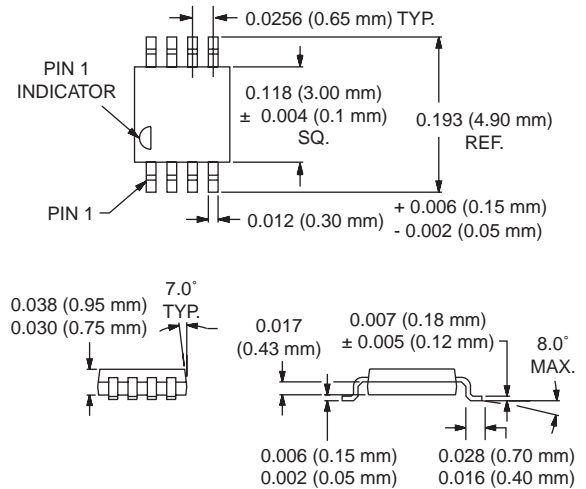 0.0256 (0.65 mm) TYP.
PIN 1
INDICATOR
0.118 (3.00 mm)
± 0.004 (0.1 mm)
SQ.
0.193 (4.90 mm)
REF.
PIN 1
0.012 (0.30 mm)
+ 0.006 (0.15 mm)
- 0.002 (0.05 mm)
0.038 (0.95 mm)
0.030 (0.75 mm)
7.0°
TYP.
0.017
(0.43 mm)
0.007 (0.18 mm)
± 0.005 (0.12 mm)
8.0°
MAX.
0.006 (0.15 mm)
0.002 (0.05 mm)
0.028 (0.70 mm)
0.016 (0.40 mm)